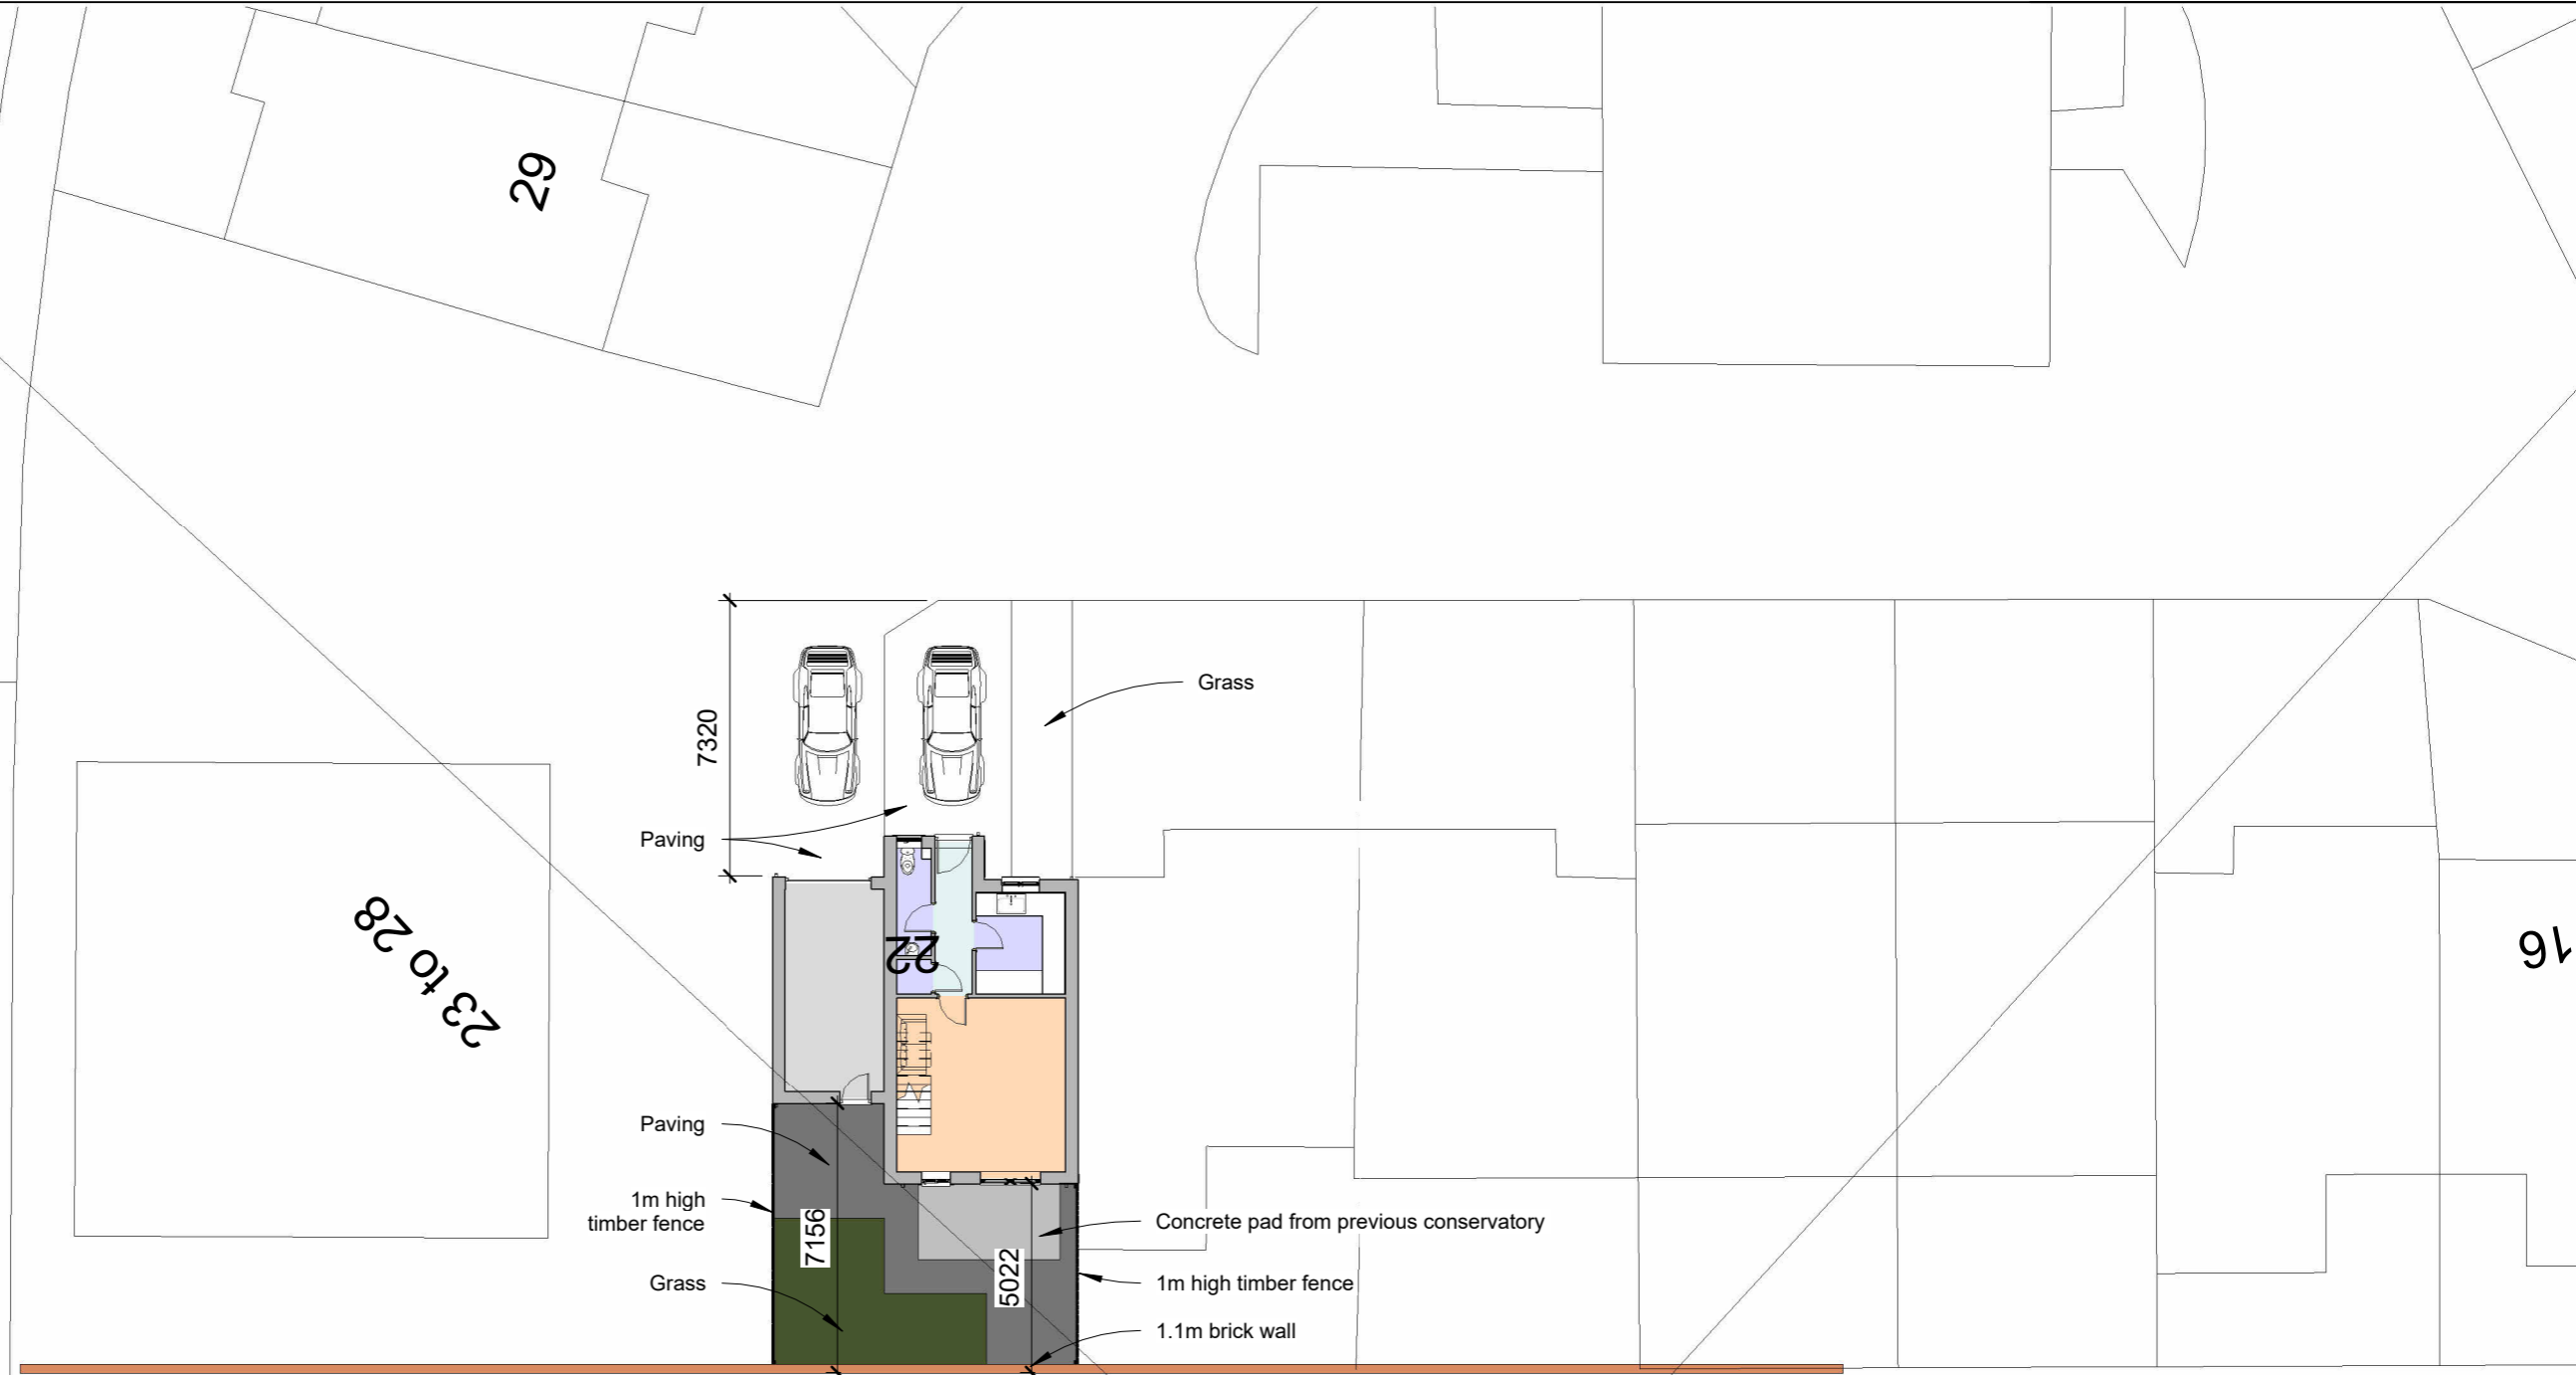 29
Grass
7320
Paving
22
23 to 28
16
Paving
1m high
timber fence
7156
Concrete pad from previous conservatory
5022
Grass
1m high timber fence
1.1m brick wall